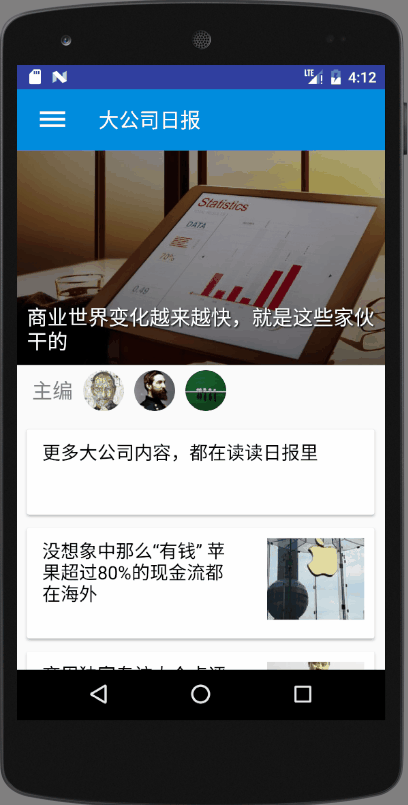 LTE 4:12
大公司日报
Statistics
DATA
10%
商业世界变化越来越快，就是这些家伙
干的
主编
更多大公司内容，都在读读日报里
没想象中那么“有钱” 苹
果超过80%的现金流都
在海外